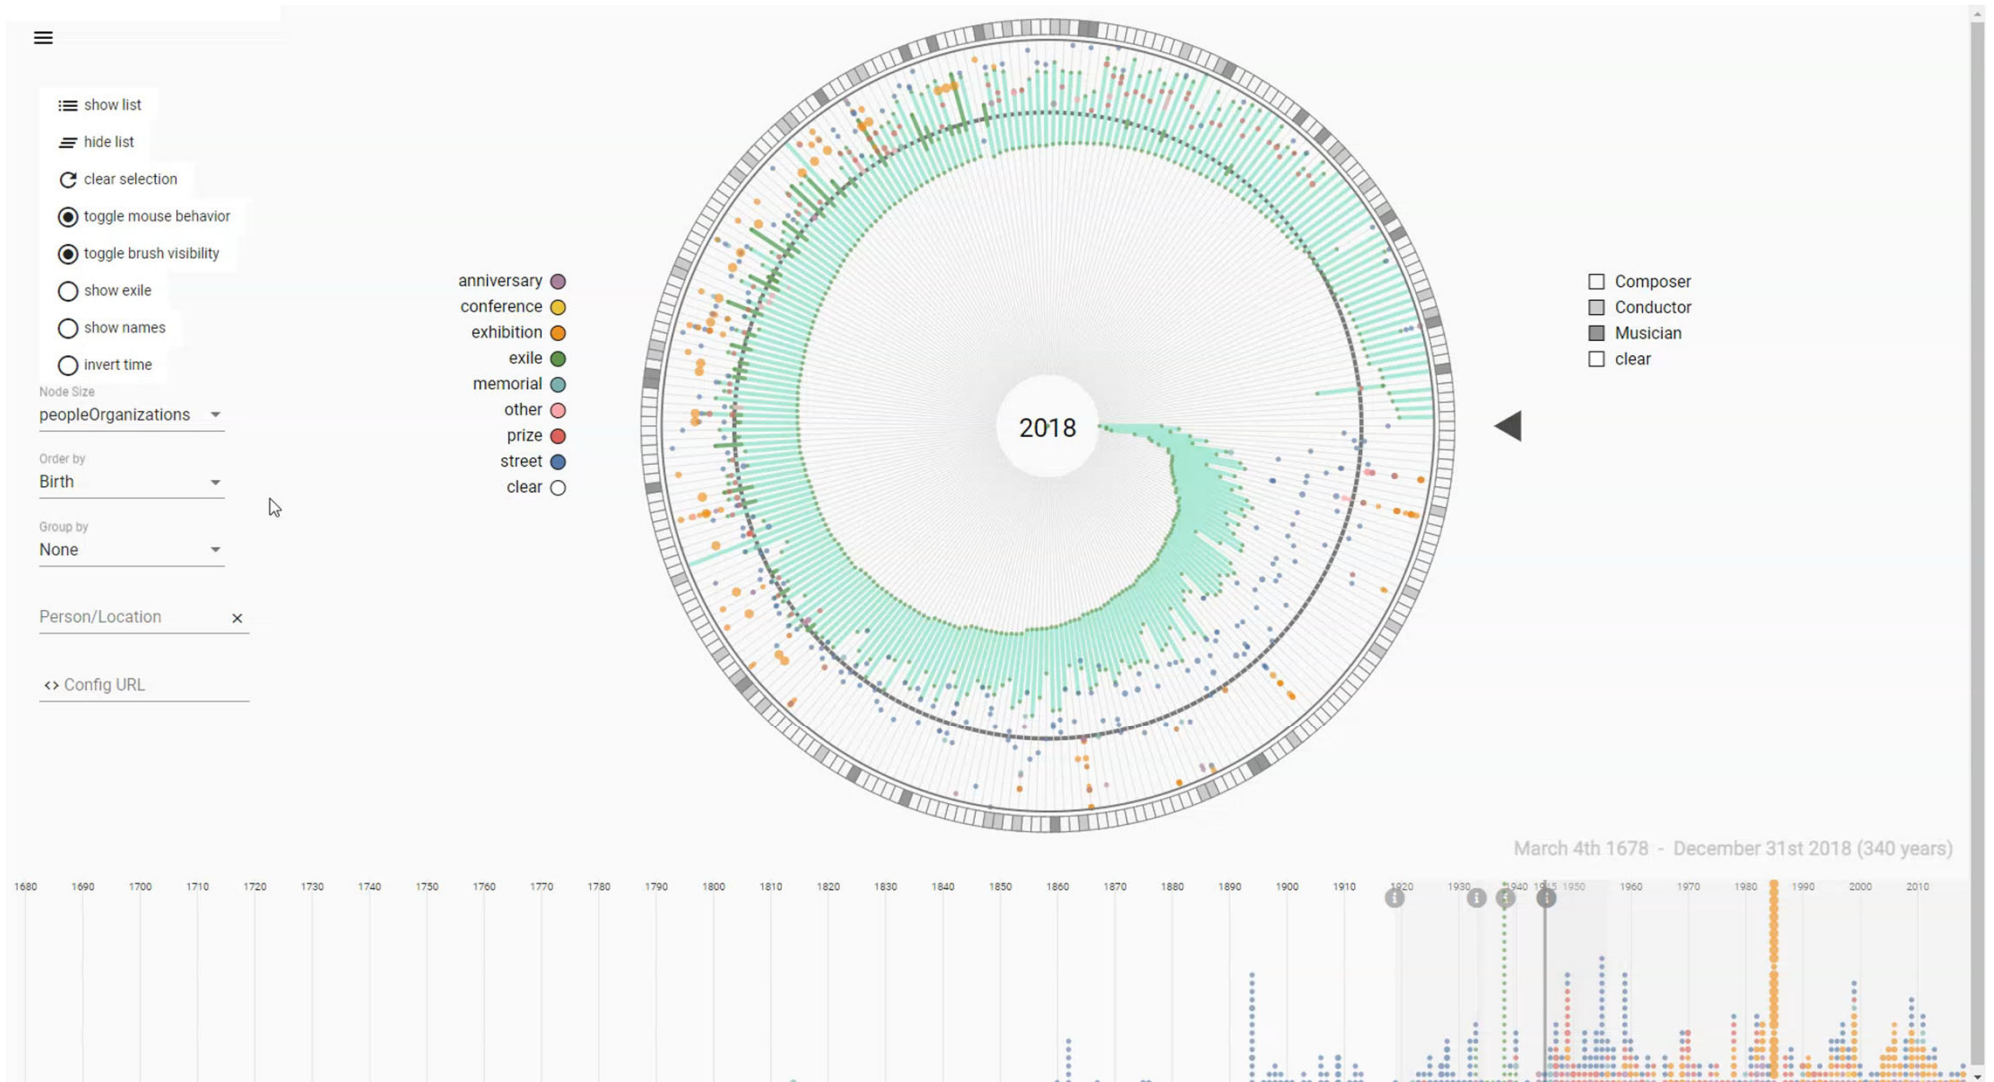 show list
hide list
clear selection
toggle mouse behavior
toggle brush visibility
show exile
show names
invert time
Node Size
peopleOrganizations
Order by
Birth
Group by
None
Person/Location
<> Config URL
anniversary
conference
exhibition
exile
memorial
other
prize
street
clear
2018
Composer
Conductor
Musician
clear
March 4th 1678 - December 31st 2018 (340 years)
1680 1690 1700 1710 1720 1730 1740 1750 1760 1770 1780 1790 1800 1810 1820 1830 1840 1850 1860 1870 1880 1890 1900 1910 1920 1930 1940 1945 1950 1960 1970 1980 1990 2000 2010